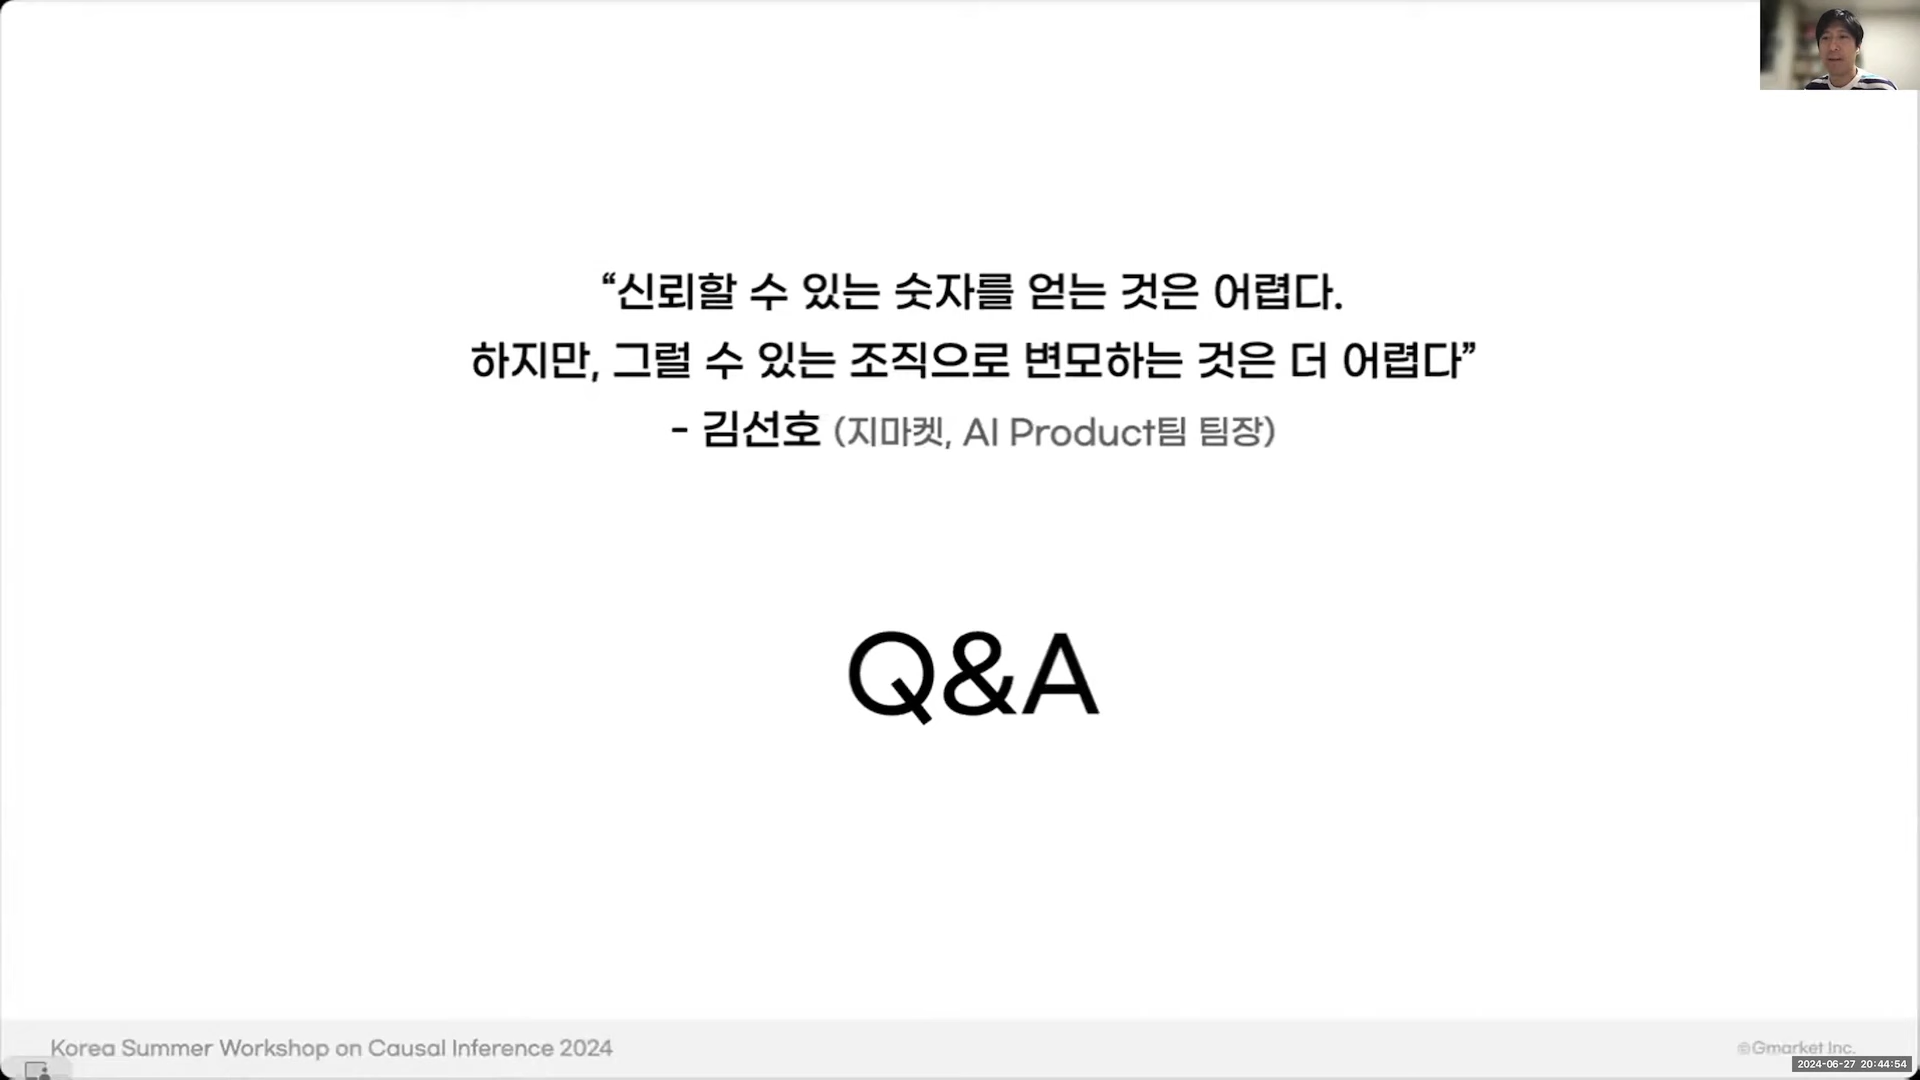 “신뢰할 수 있는 숫자를 얻는 것은 어렵다.
하지만, 그럴 수 있는 조직으로 변모하는 것은 더 어렵다”
- 김선호 (지마켓, AI Product팀 팀장)
Q&A
Korea Summer Workshop on Causal Inference 2024
©Gmarket Inc.
2024-06-27 20:44:54